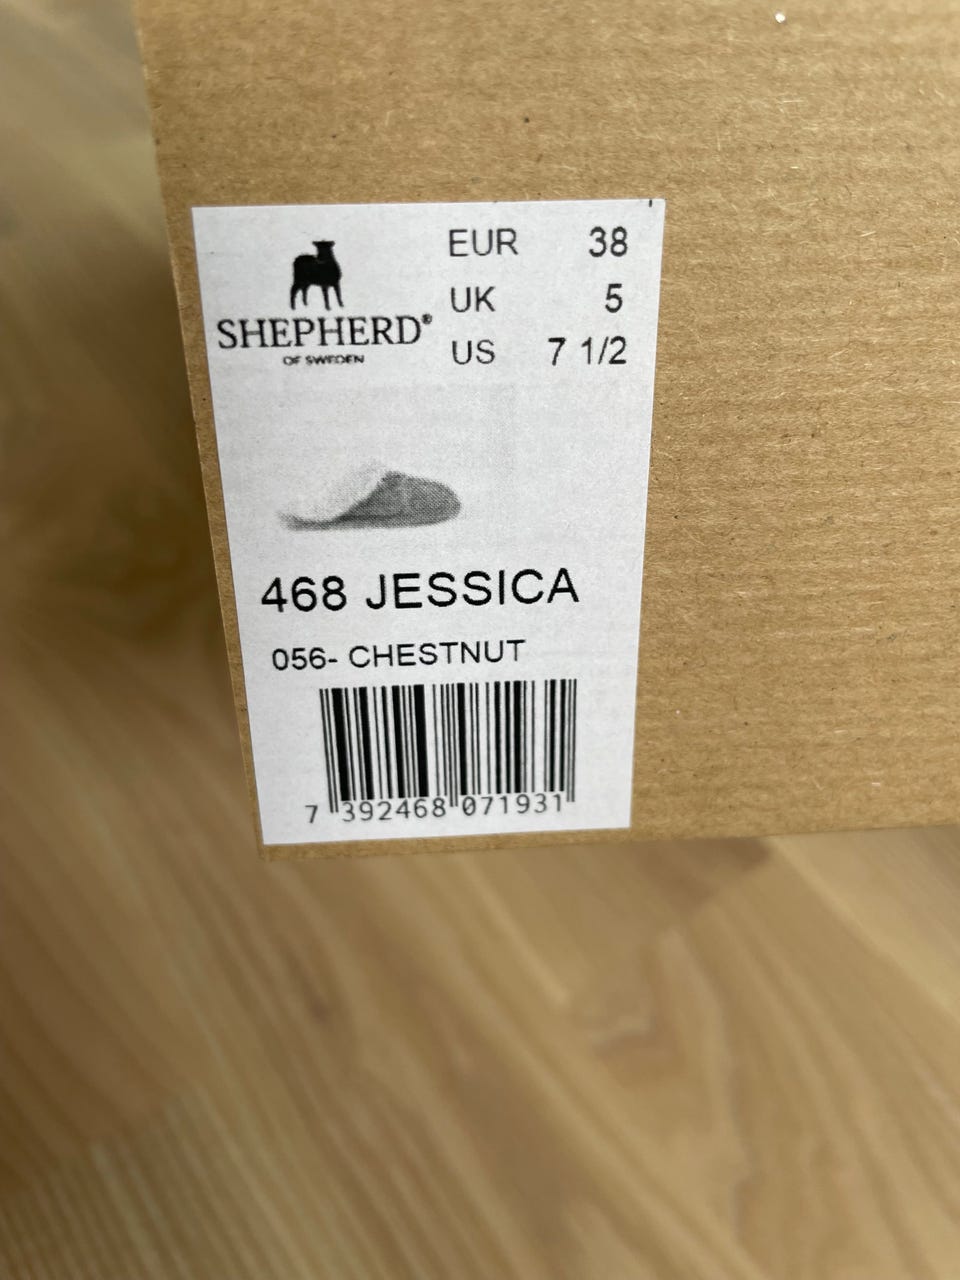 SHEPHERD®
OF SWEDEN
EUR 38
UK 5
US 7 1/2
468 JESSICA
056- CHESTNUT
7 392468 071931